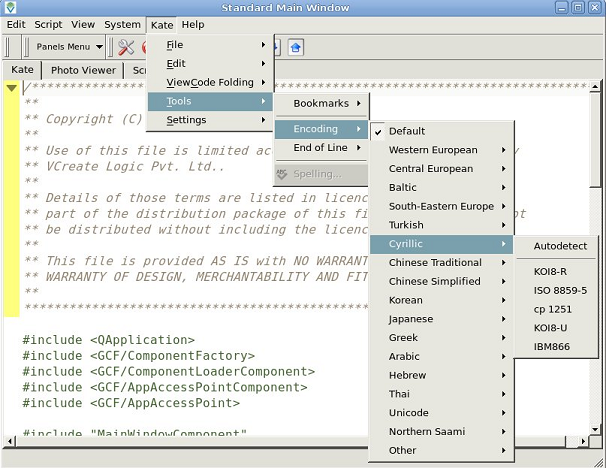 Standard Main Window
Edit Script View System Kate Help
Panels Menu
Kate Photo Viewer Scr
File
Edit
ViewCode Folding
Tools
Settings
Bookmarks
Encoding
End of Line
Spelling...
Default
Western European
Central European
Baltic
South-Eastern Europe
Turkish
Cyrillic
Chinese Traditional
Chinese Simplified
Korean
Japanese
Greek
Arabic
Hebrew
Thai
Unicode
Northern Saami
Other
Autodetect
KOI8-R
ISO 8859-5
cp 1251
KOI8-U
IBM866
**
** Copyright (C)
**
** Use of this file is limited ac
** VCreate Logic Pvt. Ltd..
**
** Details of those terms are listed in licenc
** part of the distribution package of this fi
** be distributed without including the licenc
**
** This file is provided AS IS with NO WARRANT
** WARRANTY OF DESIGN, MERCHANTABILITY AND FIT
**
#include <QApplication>
#include <GCF/ComponentFactory>
#include <GCF/ComponentLoaderComponent>
#include <GCF/AppAccessPointComponent>
#include <GCF/AppAccessPoint>
#include "MainWindowComponent"